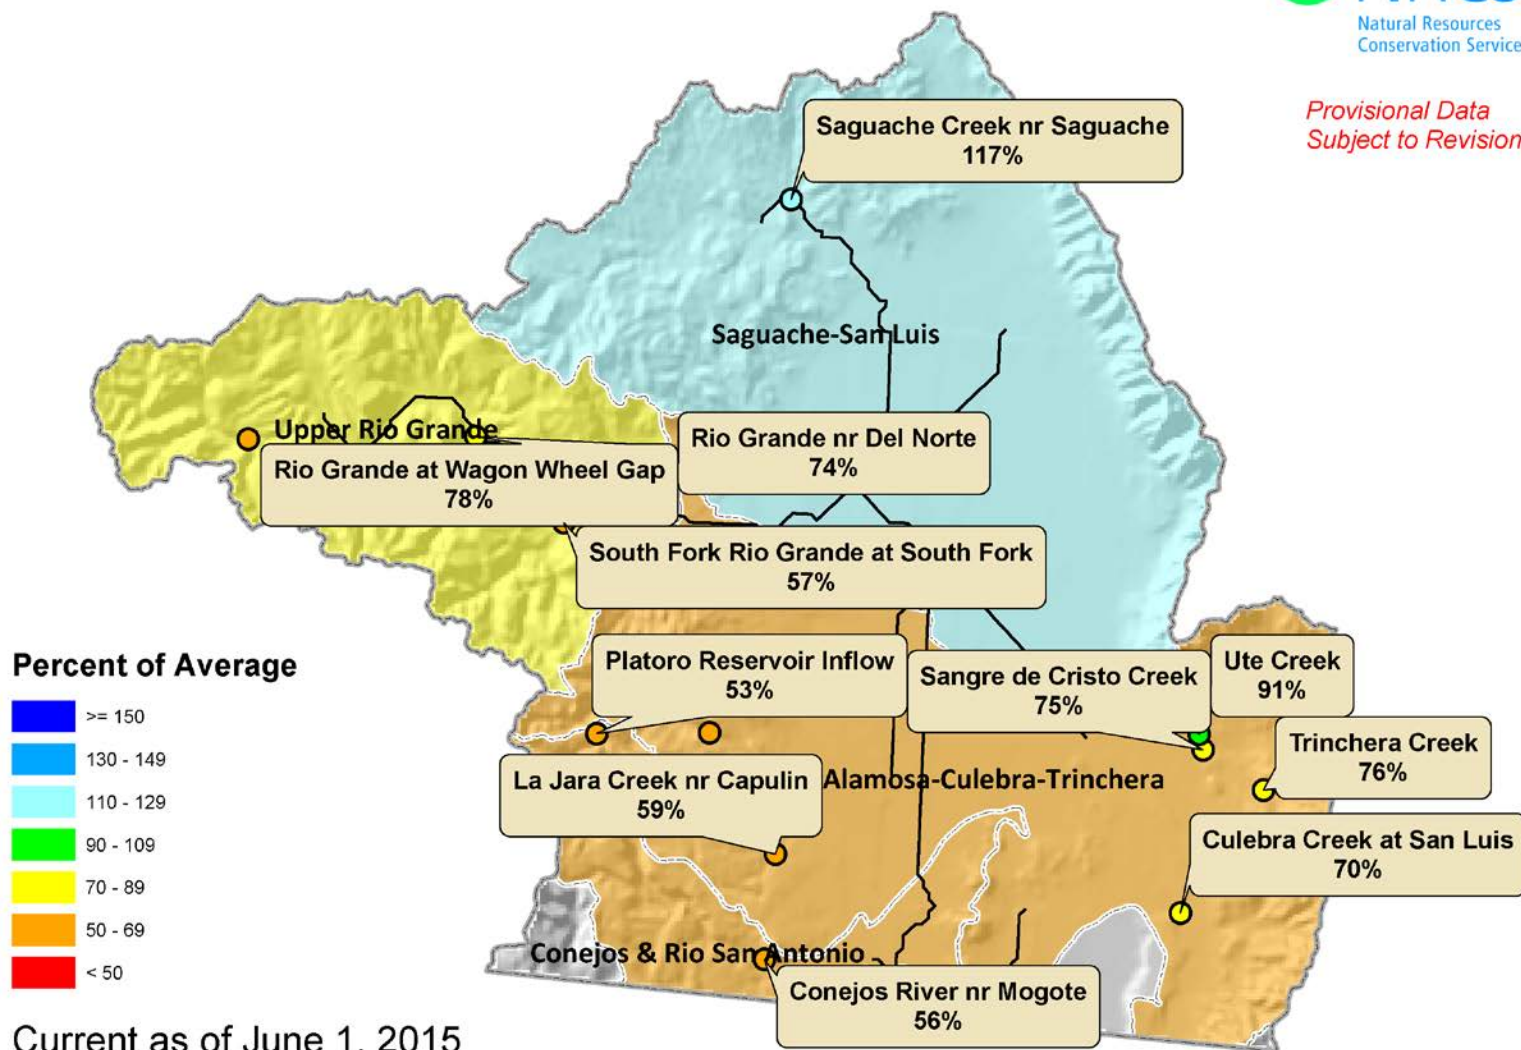 Natural Resources
Conservation Service
Provisional Data
Subject to Revision
Saguache Creek nr Saguache
117%
Saguache-San Luis
Upper Rio Grande
Rio Grande nr Del Norte
74%
Rio Grande at Wagon Wheel Gap
78%
South Fork Rio Grande at South Fork
57%
Platoro Reservoir Inflow
53%
Sangre de Cristo Creek
75%
Ute Creek
91%
Trinchera Creek
76%
La Jara Creek nr Capulin
59%
Alamosa-Culebra-Trinchera
Culebra Creek at San Luis
70%
Conejos & Rio San Antonio
Conejos River nr Mogote
56%
Percent of Average
>= 150
130 - 149
110 - 129
90 - 109
70 - 89
50 - 69
< 50
Current as of June 1, 2015